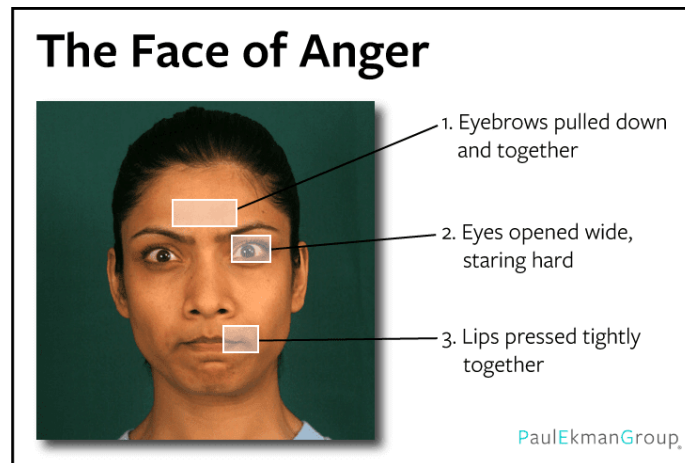 The Face of Anger
1. Eyebrows pulled down
and together
2. Eyes opened wide,
staring hard
3. Lips pressed tightly
together
PaulEkmanGroup®